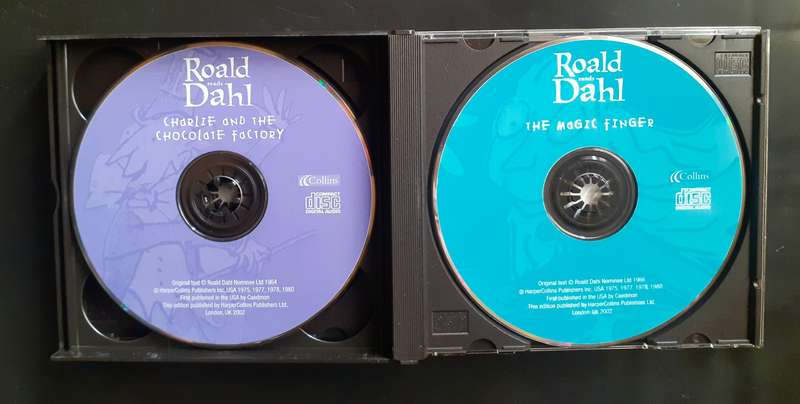 Roald
reads
Dahl
CHARLIE AND THE
CHOCOLATE FACTORY
Collins
COMPACT
disc
DIGITAL AUDIO
Original text © Roald Dahl Nominee Ltd 1964
℗ HarperCollins Publishers Inc, USA 1975, 1977, 1978, 1980
First published in the USA by Caedmon
This edition published by HarperCollins Publishers Ltd.
London, UK 2002
Roald
reads
Dahl
THE MAGIC FINGER
Collins
COMPACT
disc
DIGITAL AUDIO
Original text © Roald Dahl Nominee Ltd 1966
℗ HarperCollins Publishers Inc, USA 1975, 1977, 1978, 1980
First published in the USA by Caedmon
This edition published by HarperCollins Publishers Ltd.
London UK 2002